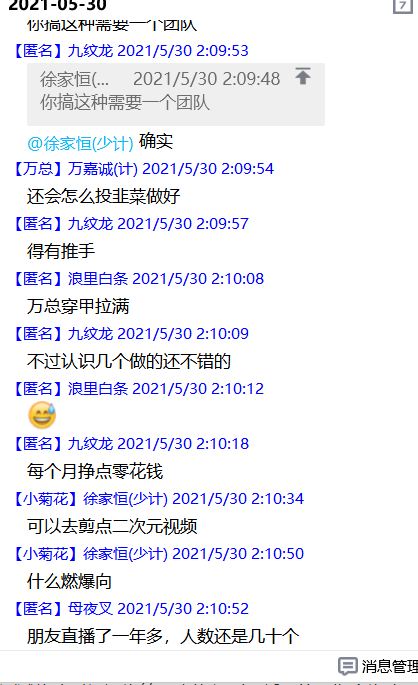 2021-05-30
7
你搞这种需要一个团队
【匿名】九纹龙 2021/5/30 2:09:53
徐家恒(... 2021/5/30 2:09:48
你搞这种需要一个团队
@徐家恒(少计) 确实
【万总】万嘉诚(计) 2021/5/30 2:09:54
还会怎么投韭菜做好
【匿名】九纹龙 2021/5/30 2:09:57
得有推手
【匿名】浪里白条 2021/5/30 2:10:08
万总穿甲拉满
【匿名】九纹龙 2021/5/30 2:10:09
不过认识几个做的还不错的
【匿名】浪里白条 2021/5/30 2:10:12
【匿名】九纹龙 2021/5/30 2:10:18
每个月挣点零花钱
【小菊花】徐家恒(少计) 2021/5/30 2:10:34
可以去剪点二次元视频
【小菊花】徐家恒(少计) 2021/5/30 2:10:50
什么燃爆向
【匿名】母夜叉 2021/5/30 2:10:52
朋友直播了一年多，人数还是几十个
消息管理